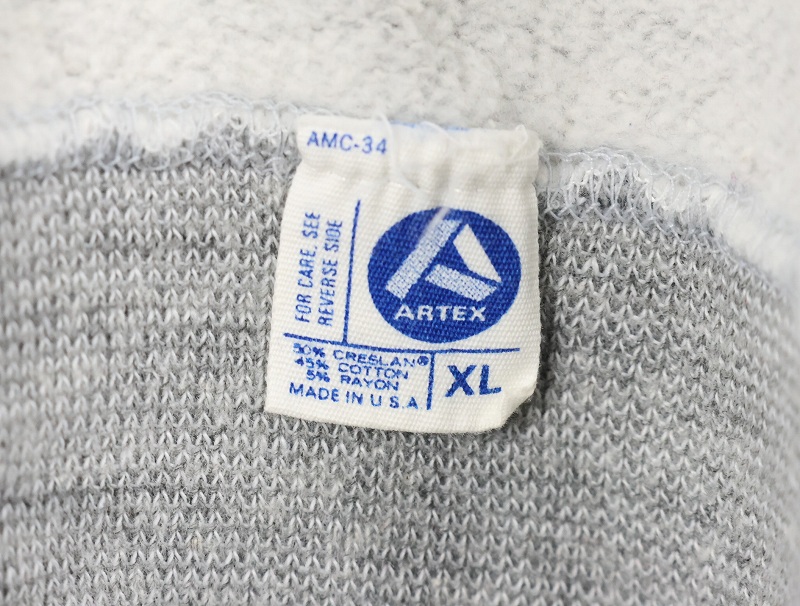 AMC-34
FOR CARE, SEE
REVERSE SIDE
ARTEX
50% CRESLAN®
45% COTTON
5% RAYON
MADE IN U.S.A.
XL